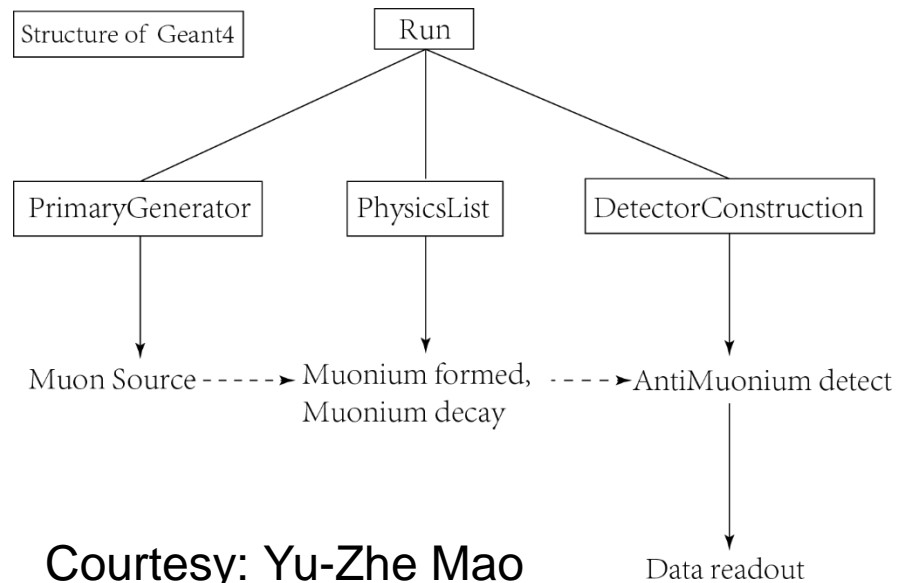 Structure of Geant4
Run
PrimaryGenerator
PhysicsList
DetectorConstruction
Muon Source
Muonium formed,
Muonium decay
AntiMuonium detect
Data readout
Courtesy: Yu-Zhe Mao